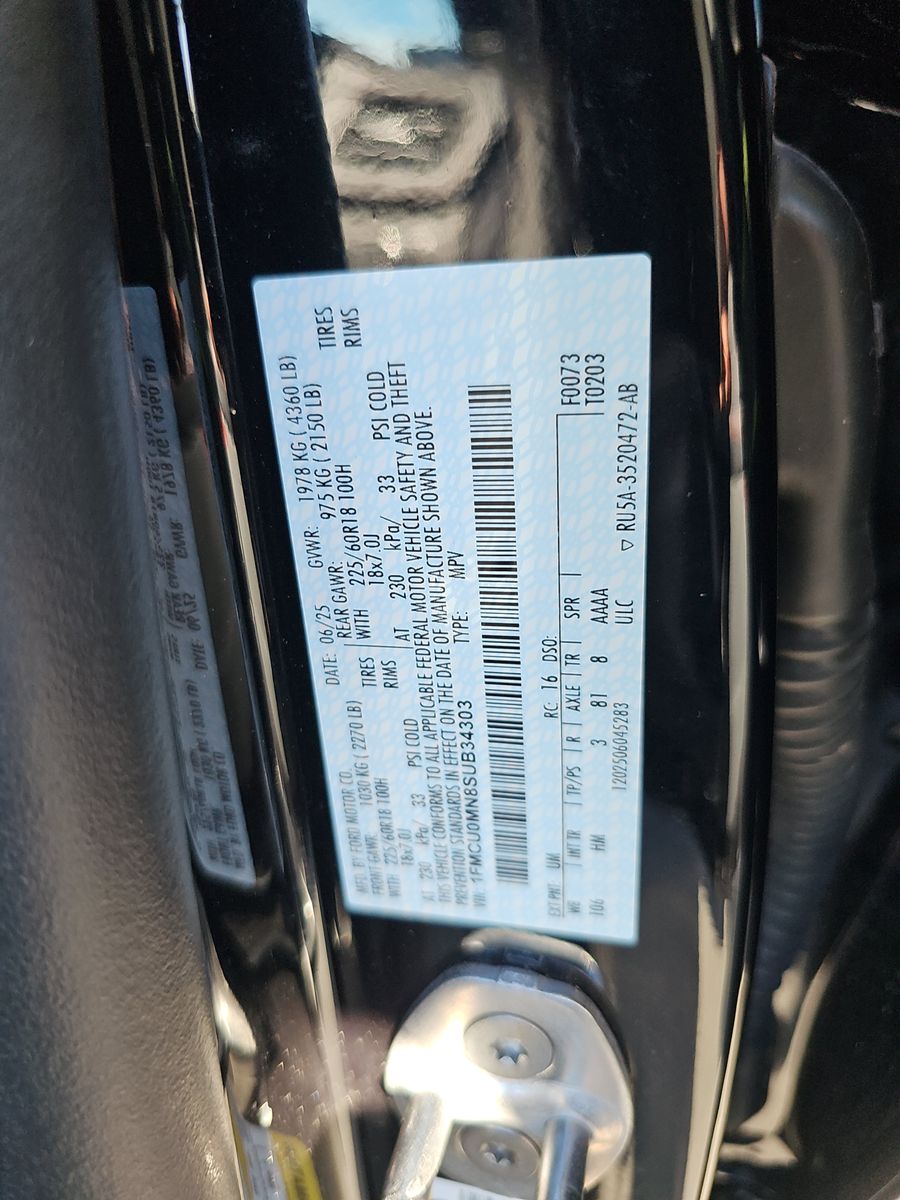 MFD. BY FORD MOTOR CO. DATE: 06/25 GVWR: 1978 KG ( 4360 LB)
FRONT GAWR: 1030 KG ( 2270 LB) REAR GAWR: 975 KG ( 2150 LB)
WITH 225/60R18 100H TIRES WITH 225/60R18 100H TIRES
18x7.0J RIMS 18x7.0J RIMS
AT 230 kPa/ 33 PSI COLD AT 230 kPa/ 33 PSI COLD
THIS VEHICLE CONFORMS TO ALL APPLICABLE FEDERAL MOTOR VEHICLE SAFETY AND THEFT
PREVENTION STANDARDS IN EFFECT ON THE DATE OF MANUFACTURE SHOWN ABOVE.
VIN: 1FMCU0MN8SUB34303 TYPE: MPV
EXT PNT: UM RC: 16 DSO: F0073
WB INT TR TP/PS R AXLE TR SPR T0203
106 HM 3 81 8 AAAA
1202506045283 ULC
▽ RU5A-3520472-AB